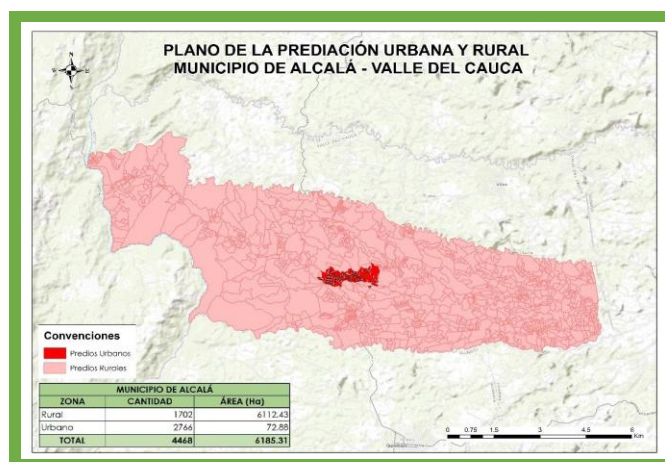 PLANO DE LA PREDIACIÓN URBANA Y RURAL
MUNICIPIO DE ALCALÁ - VALLE DEL CAUCA
N
Convenciones
Predios Urbanos
Predios Rurales
MUNICIPIO DE ALCALÁ
ZONA CANTIDAD ÁREA (Ha)
Rural 1702 6112.43
Urbano 2766 72.88
TOTAL 4468 6185.31
0 0.75 1.5 3 4.5 6
Km